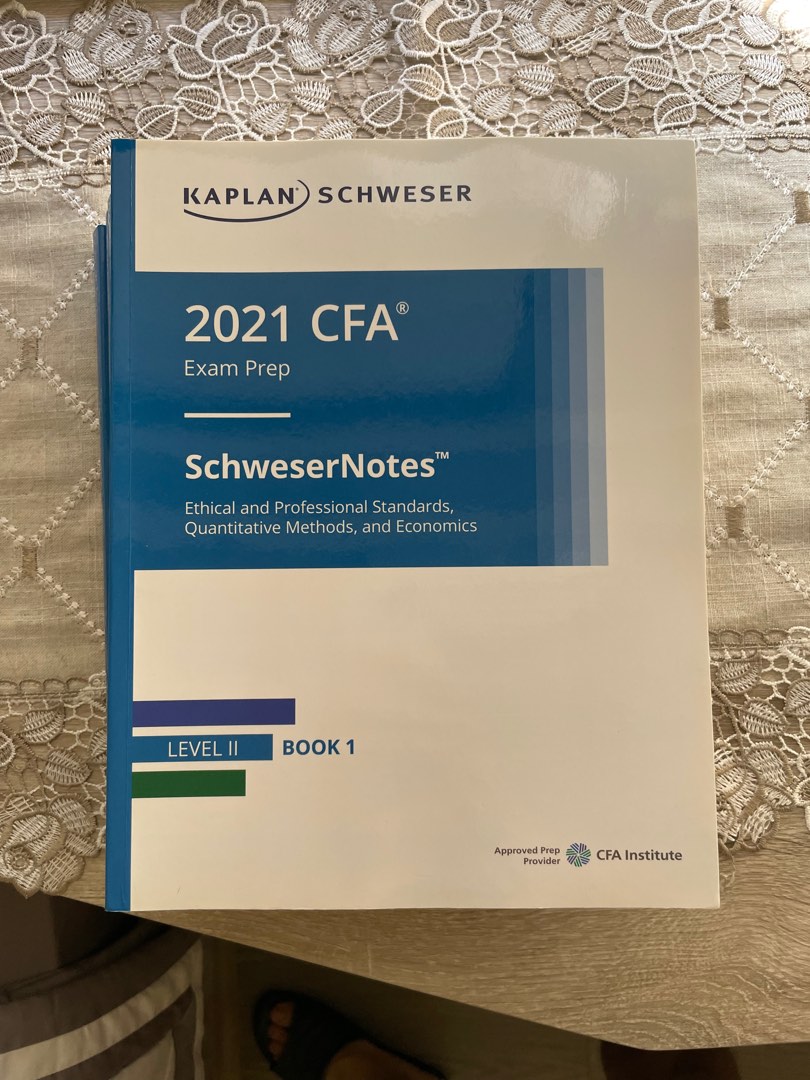 KAPLAN® SCHWESER
2021 CFA®
Exam Prep
SchweserNotes™
Ethical and Professional Standards,
Quantitative Methods, and Economics
LEVEL II BOOK 1
Approved Prep
Provider
CFA Institute